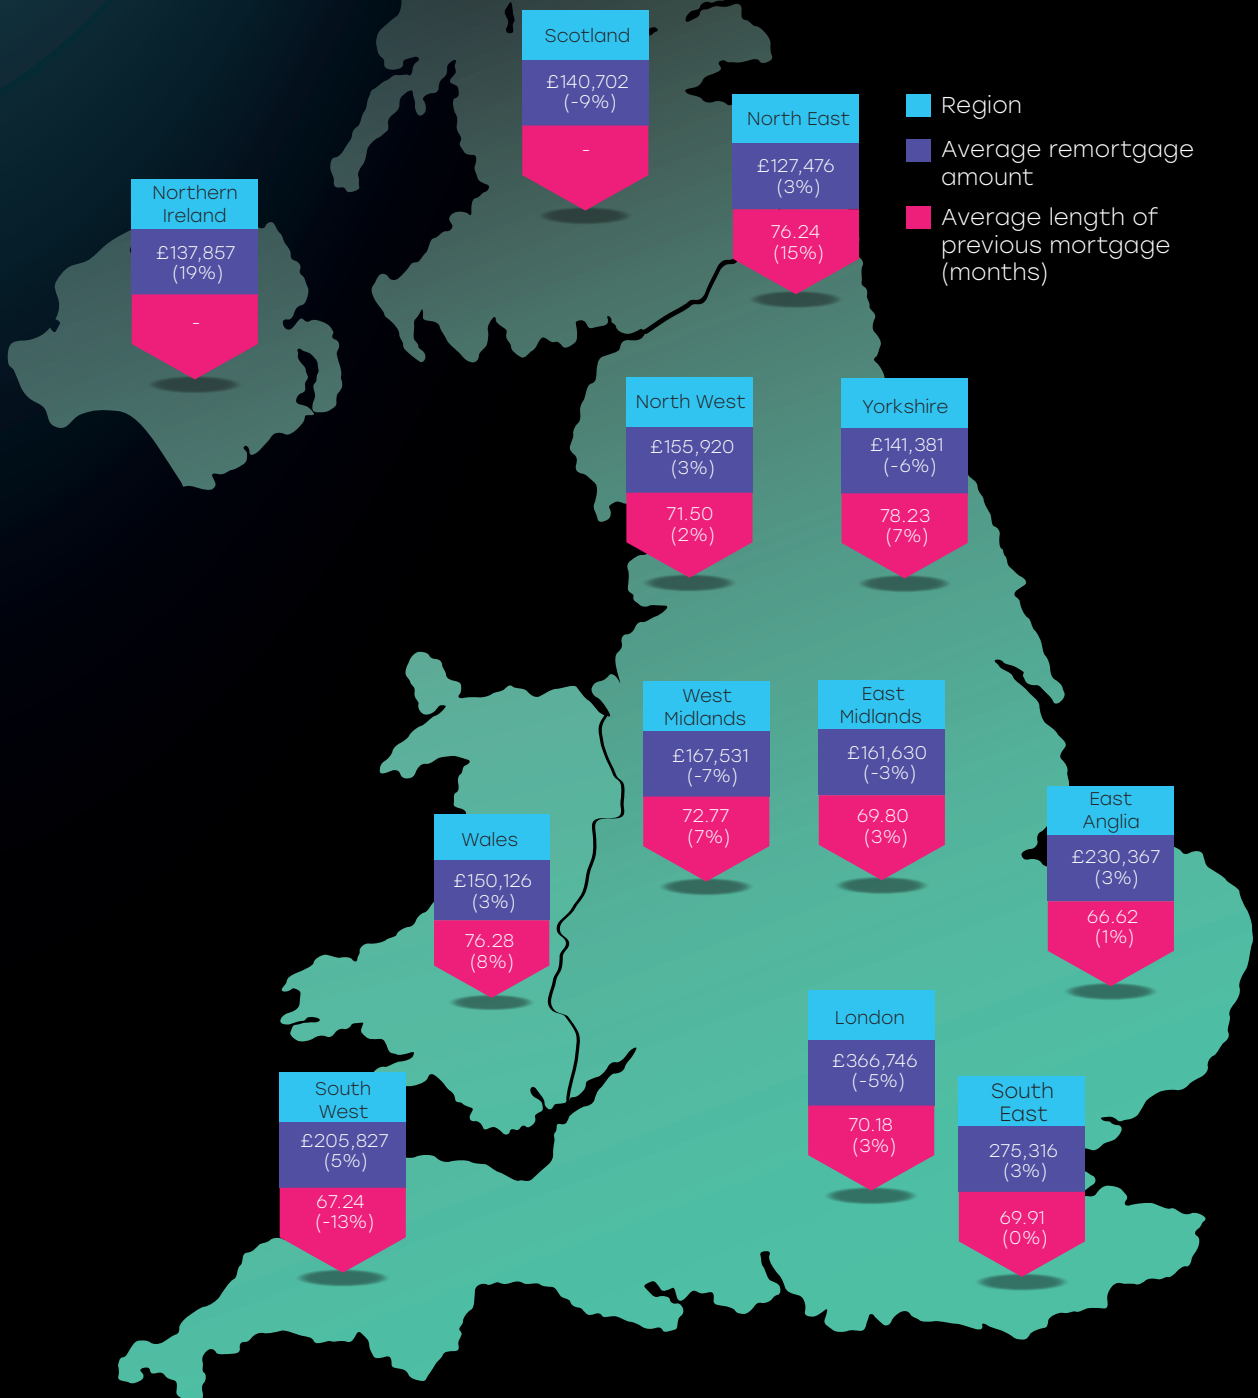 Scotland
£140,702
(-9%)
-
North East
£127,476
(3%)
76.24
(15%)
Region
Average remortgage
amount
Average length of
previous mortgage
(months)
Northern
Ireland
£137,857
(19%)
-
North West
£155,920
(3%)
71.50
(2%)
Yorkshire
£141,381
(-6%)
78.23
(7%)
West
Midlands
£167,531
(-7%)
72.77
(7%)
East
Midlands
£161,630
(-3%)
69.80
(3%)
East
Anglia
£230,367
(3%)
66.62
(1%)
Wales
£150,126
(3%)
76.28
(8%)
London
£366,746
(-5%)
70.18
(3%)
South
East
275,316
(3%)
69.91
(0%)
South
West
£205,827
(5%)
67.24
(-13%)